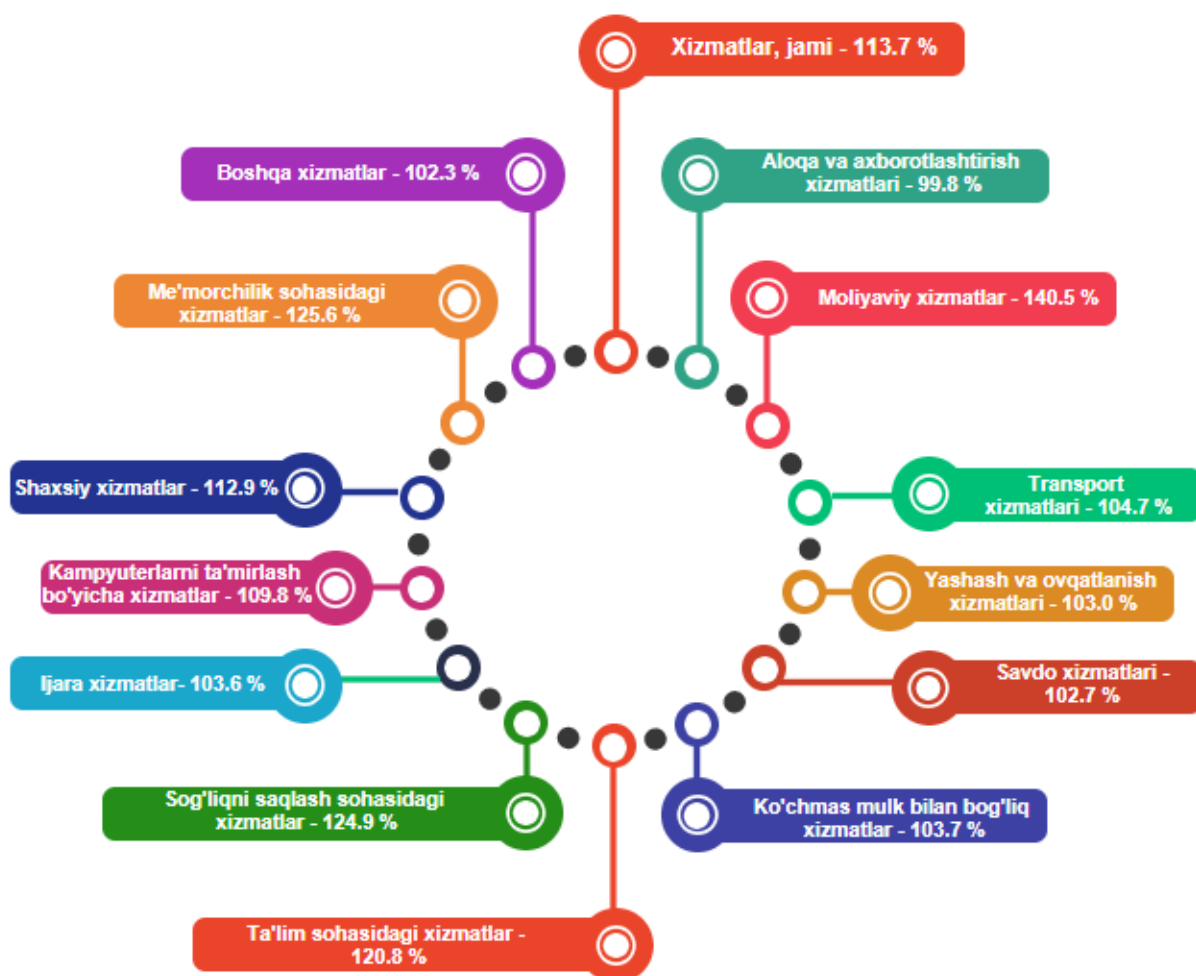 Xizmatlar, jami - 113.7 %
Boshqa xizmatlar - 102.3 %
Aloqa va axborotlashtirish
xizmatlari - 99.8 %
Me'morchilik sohasidagi
xizmatlar - 125.6 %
Moliyaviy xizmatlar - 140.5 %
Shaxsiy xizmatlar - 112.9 %
Transport
xizmatlari - 104.7 %
Kampyuterlarni ta'mirlash
bo'yicha xizmatlar - 109.8 %
Yashash va ovqatlanish
xizmatlari - 103.0 %
Ijara xizmatlar- 103.6 %
Savdo xizmatlari -
102.7 %
Sog'liqni saqlash sohasidagi
xizmatlar - 124.9 %
Ko'chmas mulk bilan bog'liq
xizmatlar - 103.7 %
Ta'lim sohasidagi xizmatlar -
120.8 %